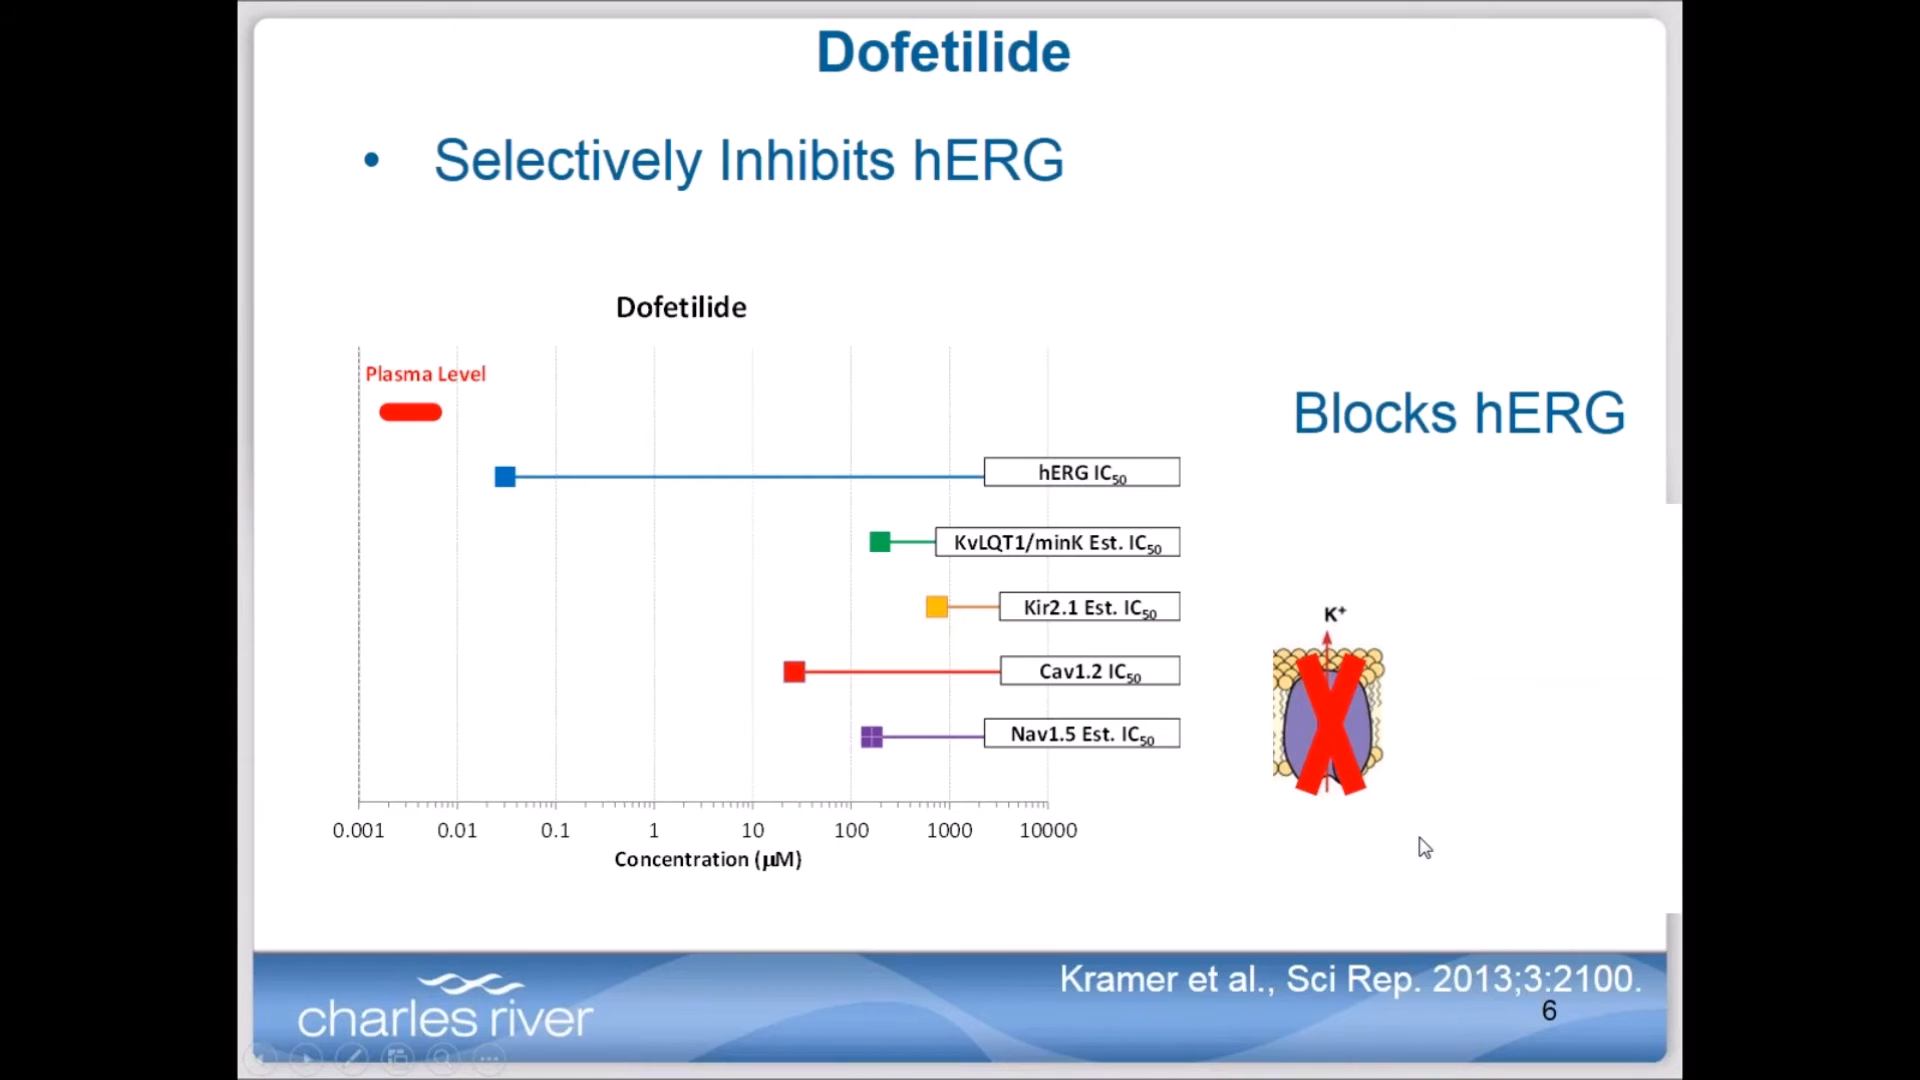 Dofetilide
• Selectively Inhibits hERG
Dofetilide
Plasma Level
Blocks hERG
hERG IC50
KvLQT1/minK Est. IC50
Kir2.1 Est. IC50
K+
Cav1.2 IC50
Nav1.5 Est. IC50
0.001 0.01 0.1 1 10 100 1000 10000
Concentration (μM)
Kramer et al., Sci Rep. 2013;3:2100.
6
charles river